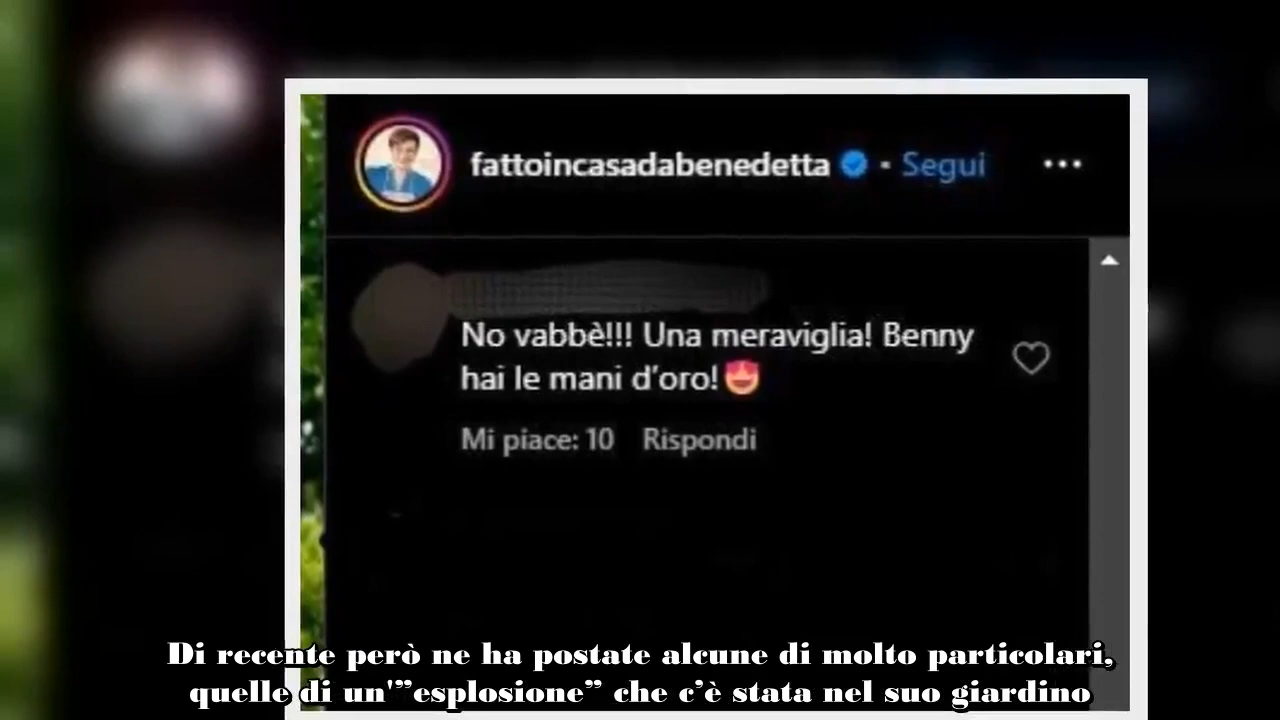 fattoincasadabenedetta • Segui
No vabbè!!! Una meraviglia! Benny
hai le mani d'oro!😍
Mi piace: 10 Rispondi
Di recente però ne ha postate alcune di molto particolari,
quelle di un'”esplosione” che c’è stata nel suo giardino